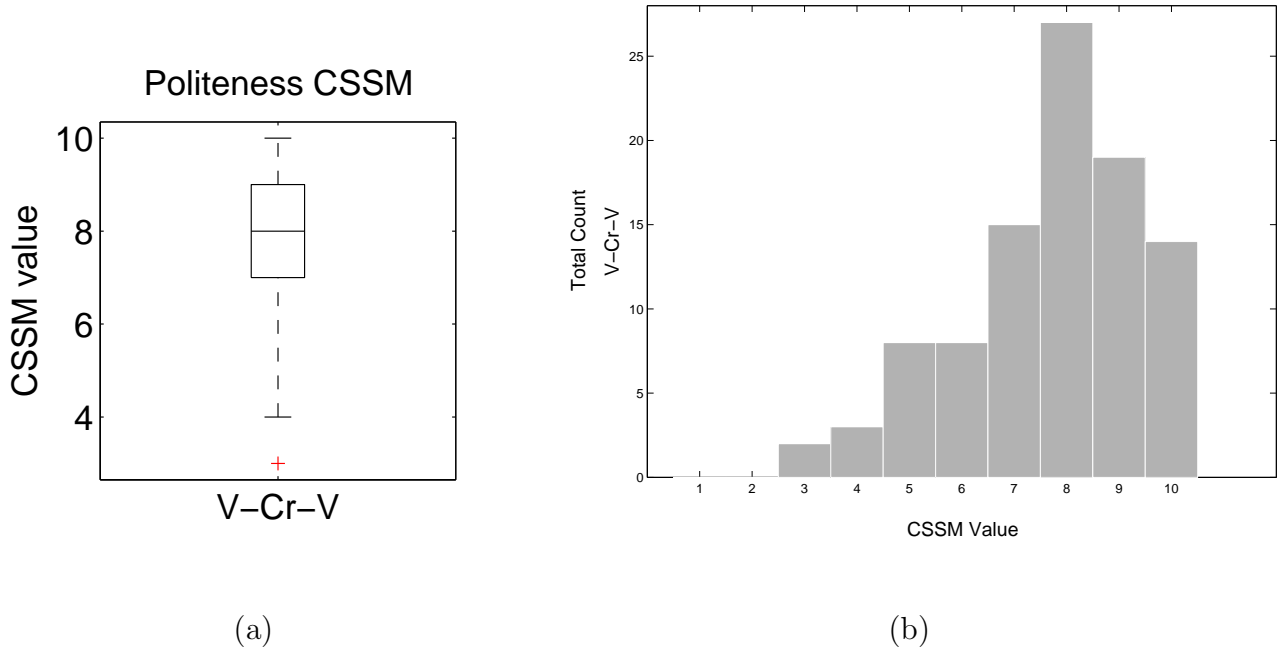 Politeness CSSM
10
8
6
4
CSSM value
V−Cr−V
(a)
25
20
15
10
5
0
Total Count
V−Cr−V
1 2 3 4 5 6 7 8 9 10
CSSM Value
(b)